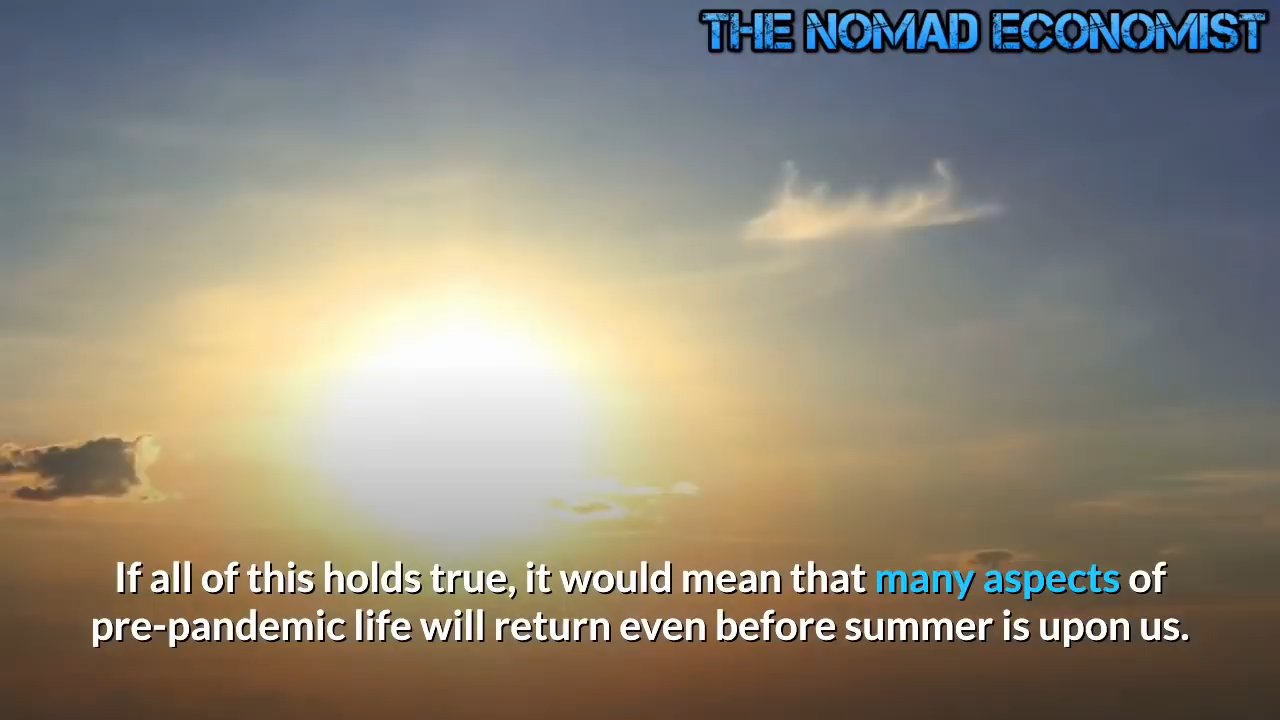 THE NOMAD ECONOMIST
If all of this holds true, it would mean that many aspects of
pre-pandemic life will return even before summer is upon us.